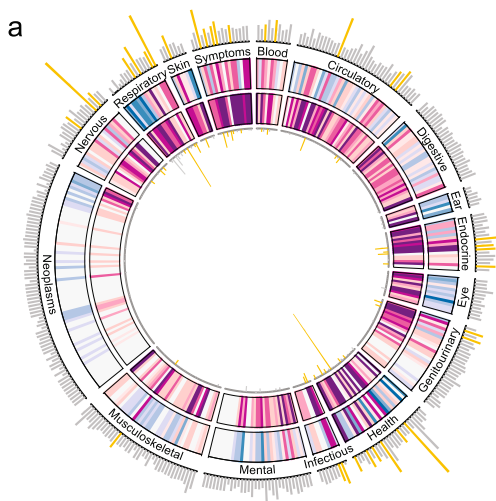 a
Blood
Circulatory
Digestive
Ear
Endocrine
Eye
Genitourinary
Health
Infectious
Mental
Musculoskeletal
Neoplasms
Nervous
Respiratory
Skin
Symptoms